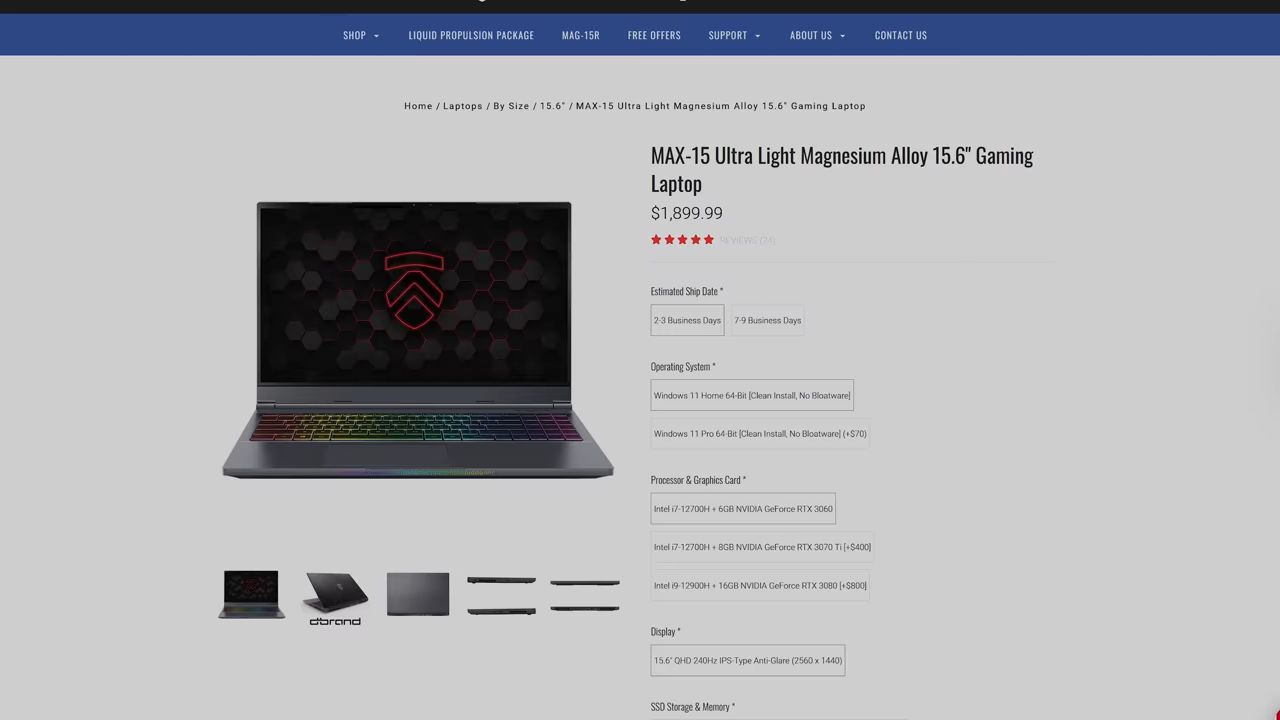 SHOP
LIQUID PROPULSION PACKAGE
MAG-15R
FREE OFFERS
SUPPORT
ABOUT US
CONTACT US
Home / Laptops / By Size / 15.6" / MAX-15 Ultra Light Magnesium Alloy 15.6" Gaming Laptop
MAX-15 Ultra Light Magnesium Alloy 15.6" Gaming
Laptop
$1,899.99
REVIEWS (24)
Estimated Ship Date *
2-3 Business Days
7-9 Business Days
Operating System *
Windows 11 Home 64-Bit [Clean Install, No Bloatware]
Windows 11 Pro 64-Bit [Clean Install, No Bloatware] (+$70)
Processor & Graphics Card *
Intel i7-12700H + 6GB NVIDIA GeForce RTX 3060
Intel i7-12700H + 8GB NVIDIA GeForce RTX 3070 Ti [+$400]
Intel i9-12900H + 16GB NVIDIA GeForce RTX 3080 [+$800]
Display *
15.6" QHD 240Hz IPS-Type Anti-Glare (2560 x 1440)
SSD Storage & Memory *
dbrand